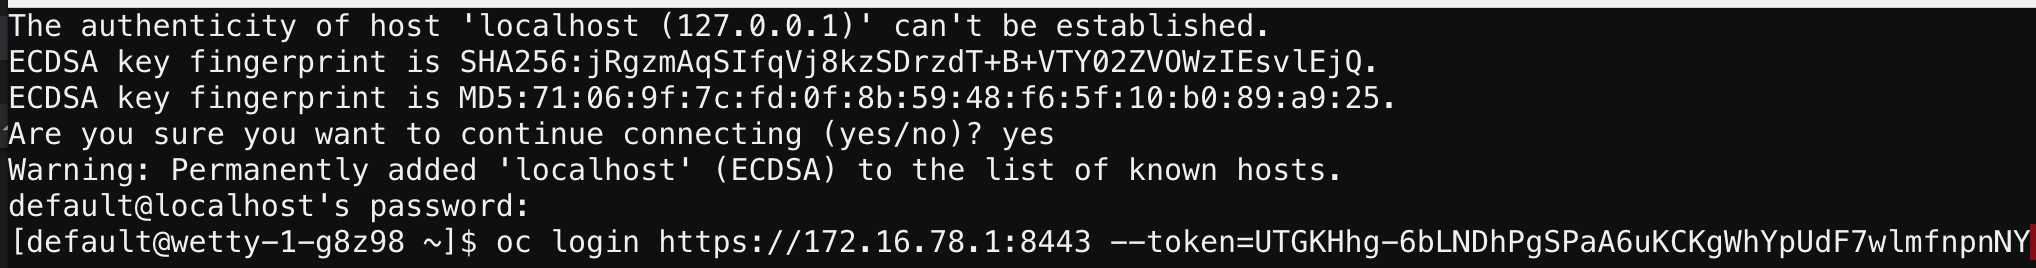 The authenticity of host 'localhost (127.0.0.1)' can't be established.
ECDSA key fingerprint is SHA256:jRgzmAqSIfqVj8kzSDrzdT+B+VTY02ZVOWzIEsvlEjQ.
ECDSA key fingerprint is MD5:71:06:9f:7c:fd:0f:8b:59:48:f6:5f:10:b0:89:a9:25.
Are you sure you want to continue connecting (yes/no)? yes
Warning: Permanently added 'localhost' (ECDSA) to the list of known hosts.
default@localhost's password:
[default@wetty-1-g8z98 ~]$ oc login https://172.16.78.1:8443 --token=UTGKHhg-6bLNDhPgSPaA6uKCKgWhYpUdF7wlmfnpnNY